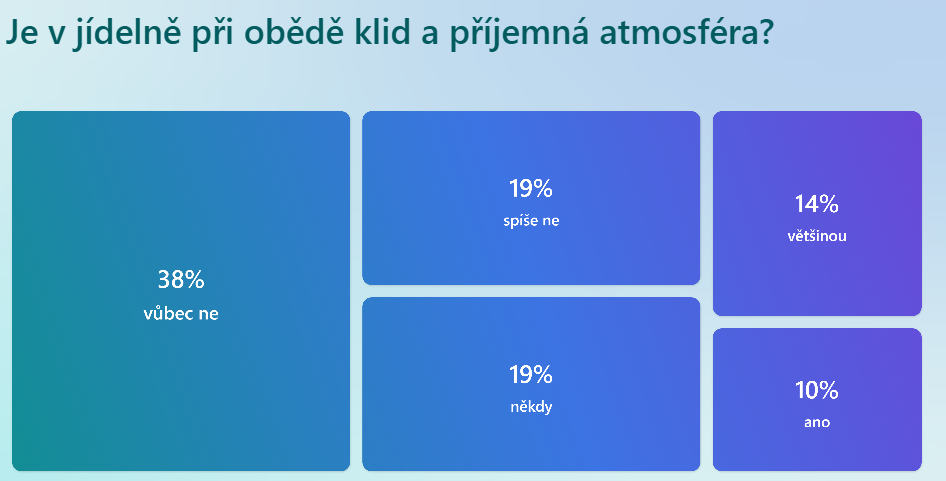 Je v jídelně při obědě klid a příjemná atmosféra?
38%
vůbec ne
19%
spíše ne
19%
někdy
14%
většinou
10%
ano